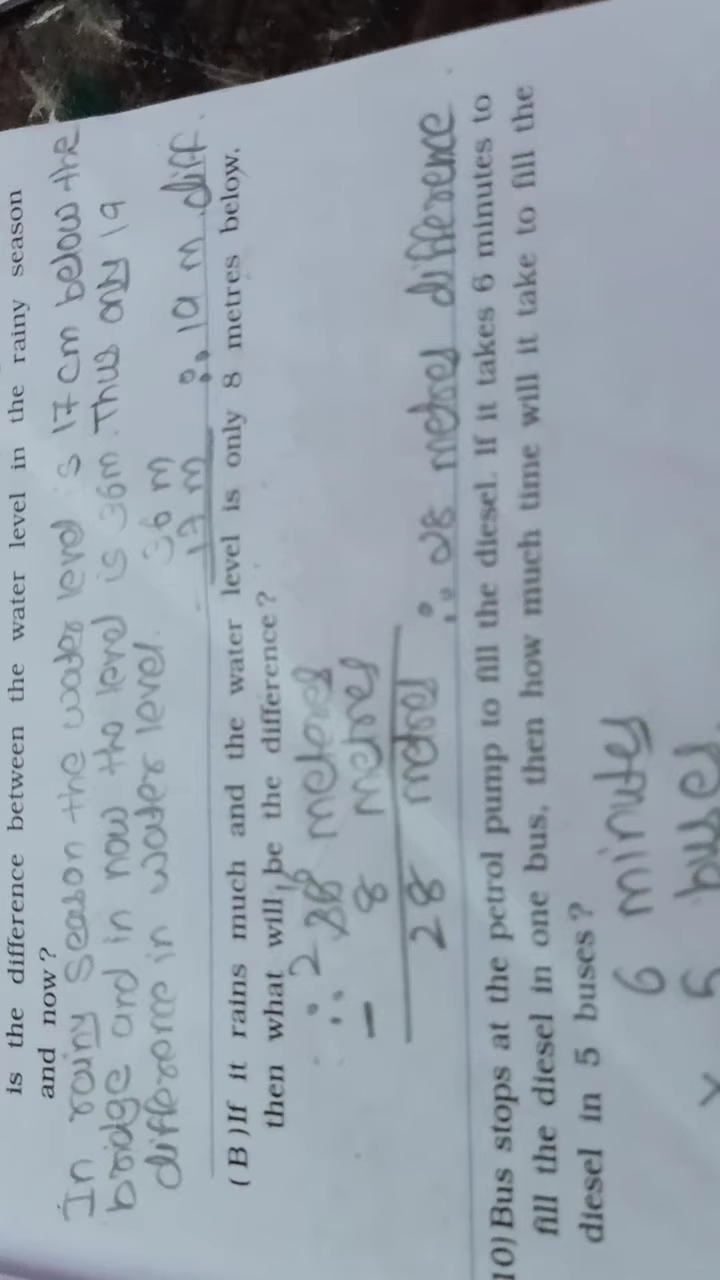 is the difference between the water level in the rainy season
and now?
In rainy season the water level is 17 cm below the
bridge and in now the level is 36m. Thus only 19
difference in water level. 36 m
- 17 m ∴ 19 m diff.
(B) If it rains much and the water level is only 8 metres below,
then what will be the difference?
∴ metres
- 8 metres
28 metres ∴ 28 metres difference.
10) Bus stops at the petrol pump to fill the diesel. If it takes 6 minutes to
fill the diesel in one bus, then how much time will it take to fill the
diesel in 5 buses?
6 minutes
× 5 buses